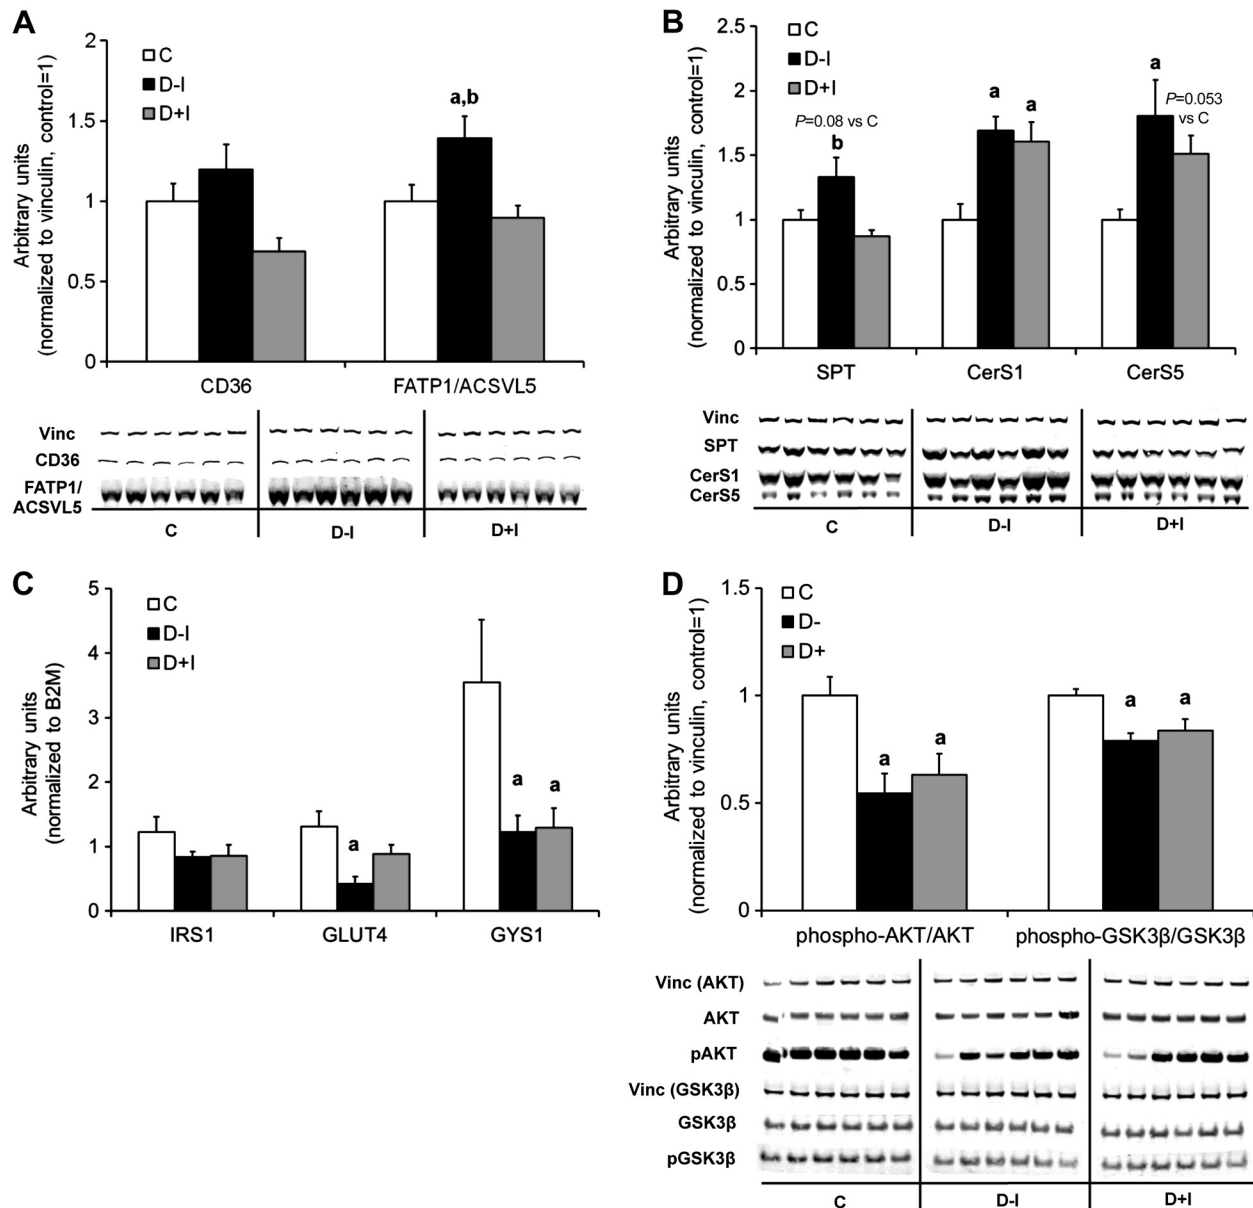 A
Arbitrary units
(normalized to vinculin, control=1)
2
1.5
1
0.5
0
C
D-I
D+I
a,b
CD36
FATP1/ACSVL5
Vinc
CD36
FATP1/
ACSVL5
C
D-I
D+I
B
Arbitrary units
(normalized to vinculin, control=1)
2.5
2
1.5
1
0.5
0
C
D-I
D+I
P=0.08 vs C
b
a
a
a
P=0.053
vs C
SPT
CerS1
CerS5
Vinc
SPT
CerS1
CerS5
C
D-I
D+I
C
Arbitrary units
(normalized to B2M)
5
4
3
2
1
0
C
D-I
D+I
a
a
a
IRS1
GLUT4
GYS1
D
Arbitrary units
(normalized to vinculin, control=1)
1.5
1
0.5
0
C
D-
D+
a
a
a
a
phospho-AKT/AKT
phospho-GSK3β/GSK3β
Vinc (AKT)
AKT
pAKT
Vinc (GSK3β)
GSK3β
pGSK3β
C
D-I
D+I